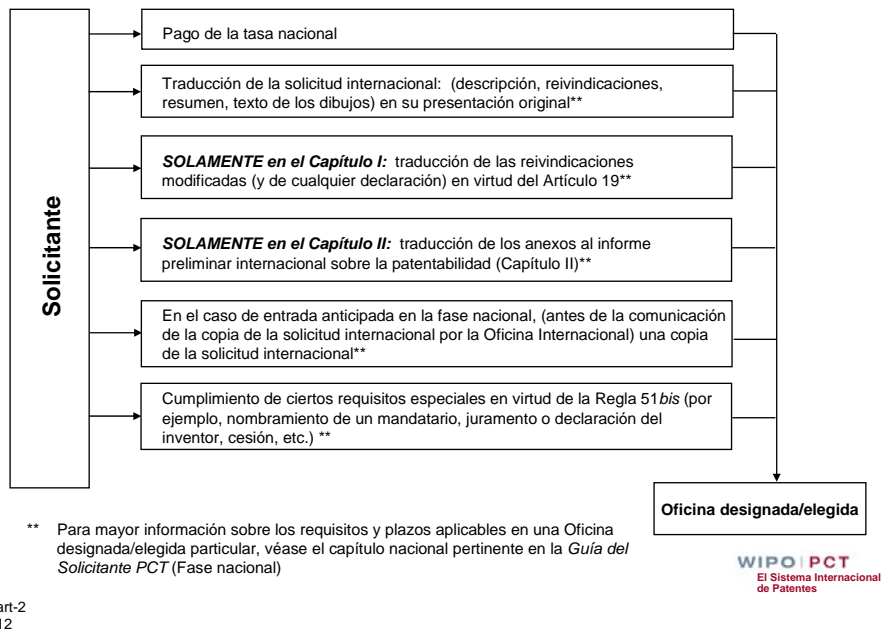 Solicitante
Pago de la tasa nacional
Traducción de la solicitud internacional: (descripción, reivindicaciones,
resumen, texto de los dibujos) en su presentación original**
SOLAMENTE en el Capítulo I: traducción de las reivindicaciones
modificadas (y de cualquier declaración) en virtud del Artículo 19**
SOLAMENTE en el Capítulo II: traducción de los anexos al informe
preliminar internacional sobre la patentabilidad (Capítulo II)**
En el caso de entrada anticipada en la fase nacional, (antes de la comunicación
de la copia de la solicitud internacional por la Oficina Internacional) una copia
de la solicitud internacional**
Cumplimiento de ciertos requisitos especiales en virtud de la Regla 51bis (por
ejemplo, nombramiento de un mandatario, juramento o declaración del
inventor, cesión, etc.) **
Oficina designada/elegida
** Para mayor información sobre los requisitos y plazos aplicables en una Oficina
designada/elegida particular, véase el capítulo nacional pertinente en la Guía del
Solicitante PCT (Fase nacional)
WIPO|PCT
El Sistema Internacional
de Patentes
art-2
12